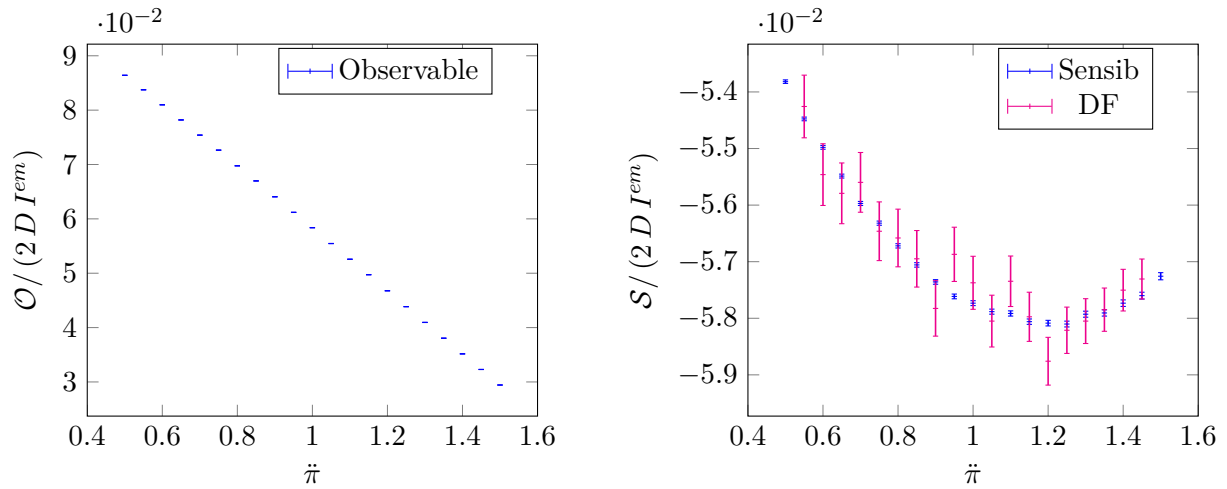 ·10⁻²
9
8
7
6
5
4
3
0.4 0.6 0.8 1 1.2 1.4 1.6
π̈
𝒪/(2 D I^{em})
Observable
·10⁻²
−5.4
−5.5
−5.6
−5.7
−5.8
−5.9
0.4 0.6 0.8 1 1.2 1.4 1.6
π̈
𝒮/(2 D I^{em})
Sensib
DF